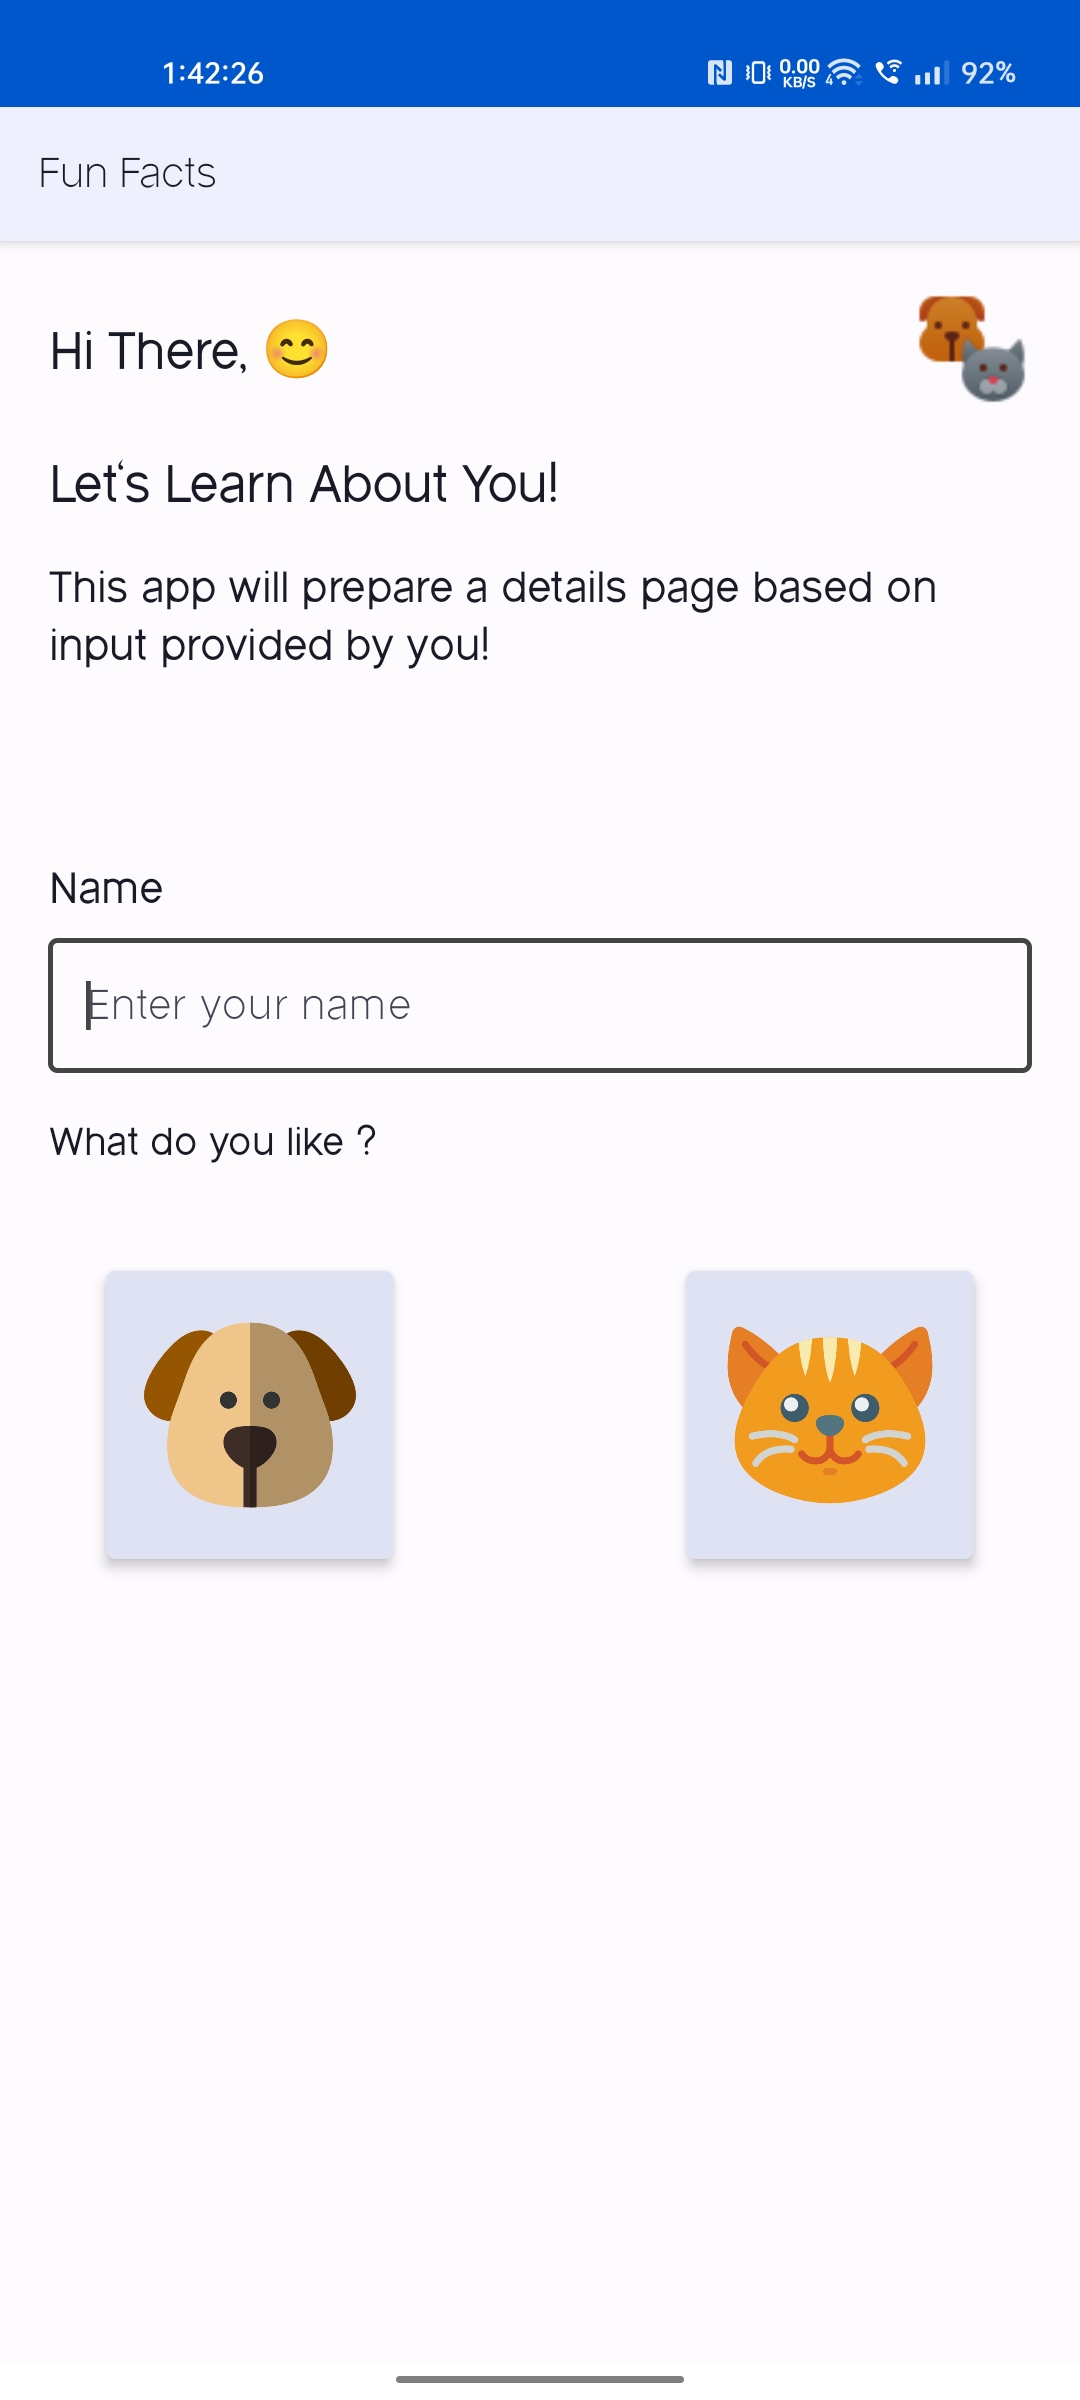 1:42:26
0.00
KB/S
4
92%
Fun Facts
Hi There, 😊
Let‘s Learn About You!
This app will prepare a details page based on
input provided by you!
Name
Enter your name
What do you like ?